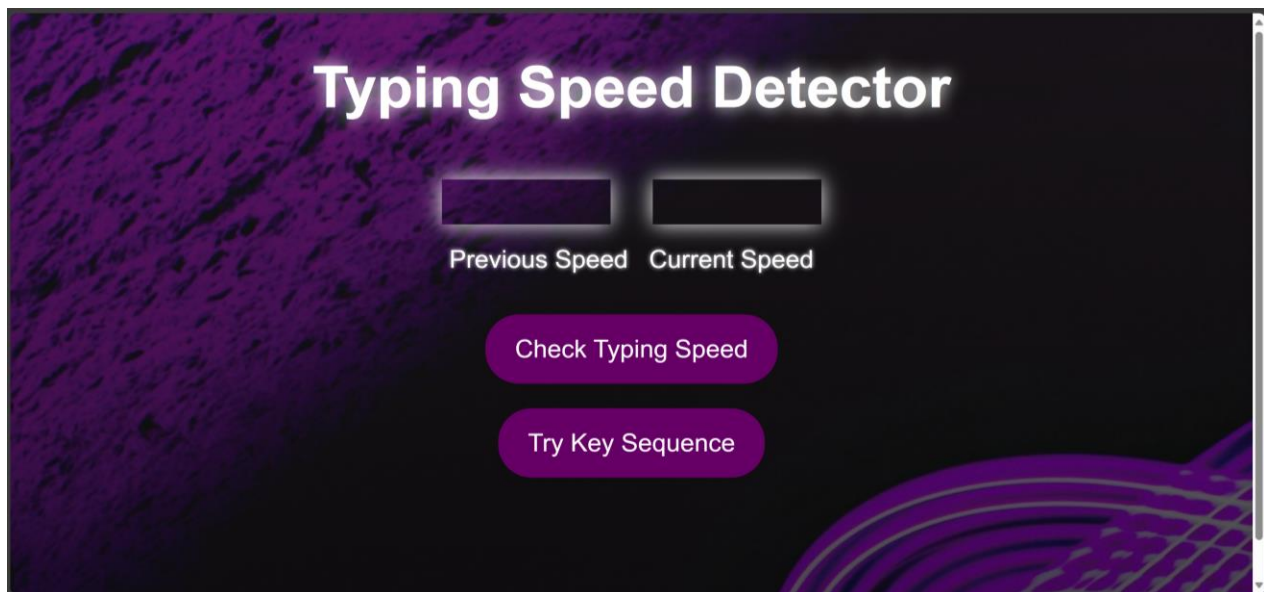 Typing Speed Detector
Previous Speed Current Speed
Check Typing Speed
Try Key Sequence